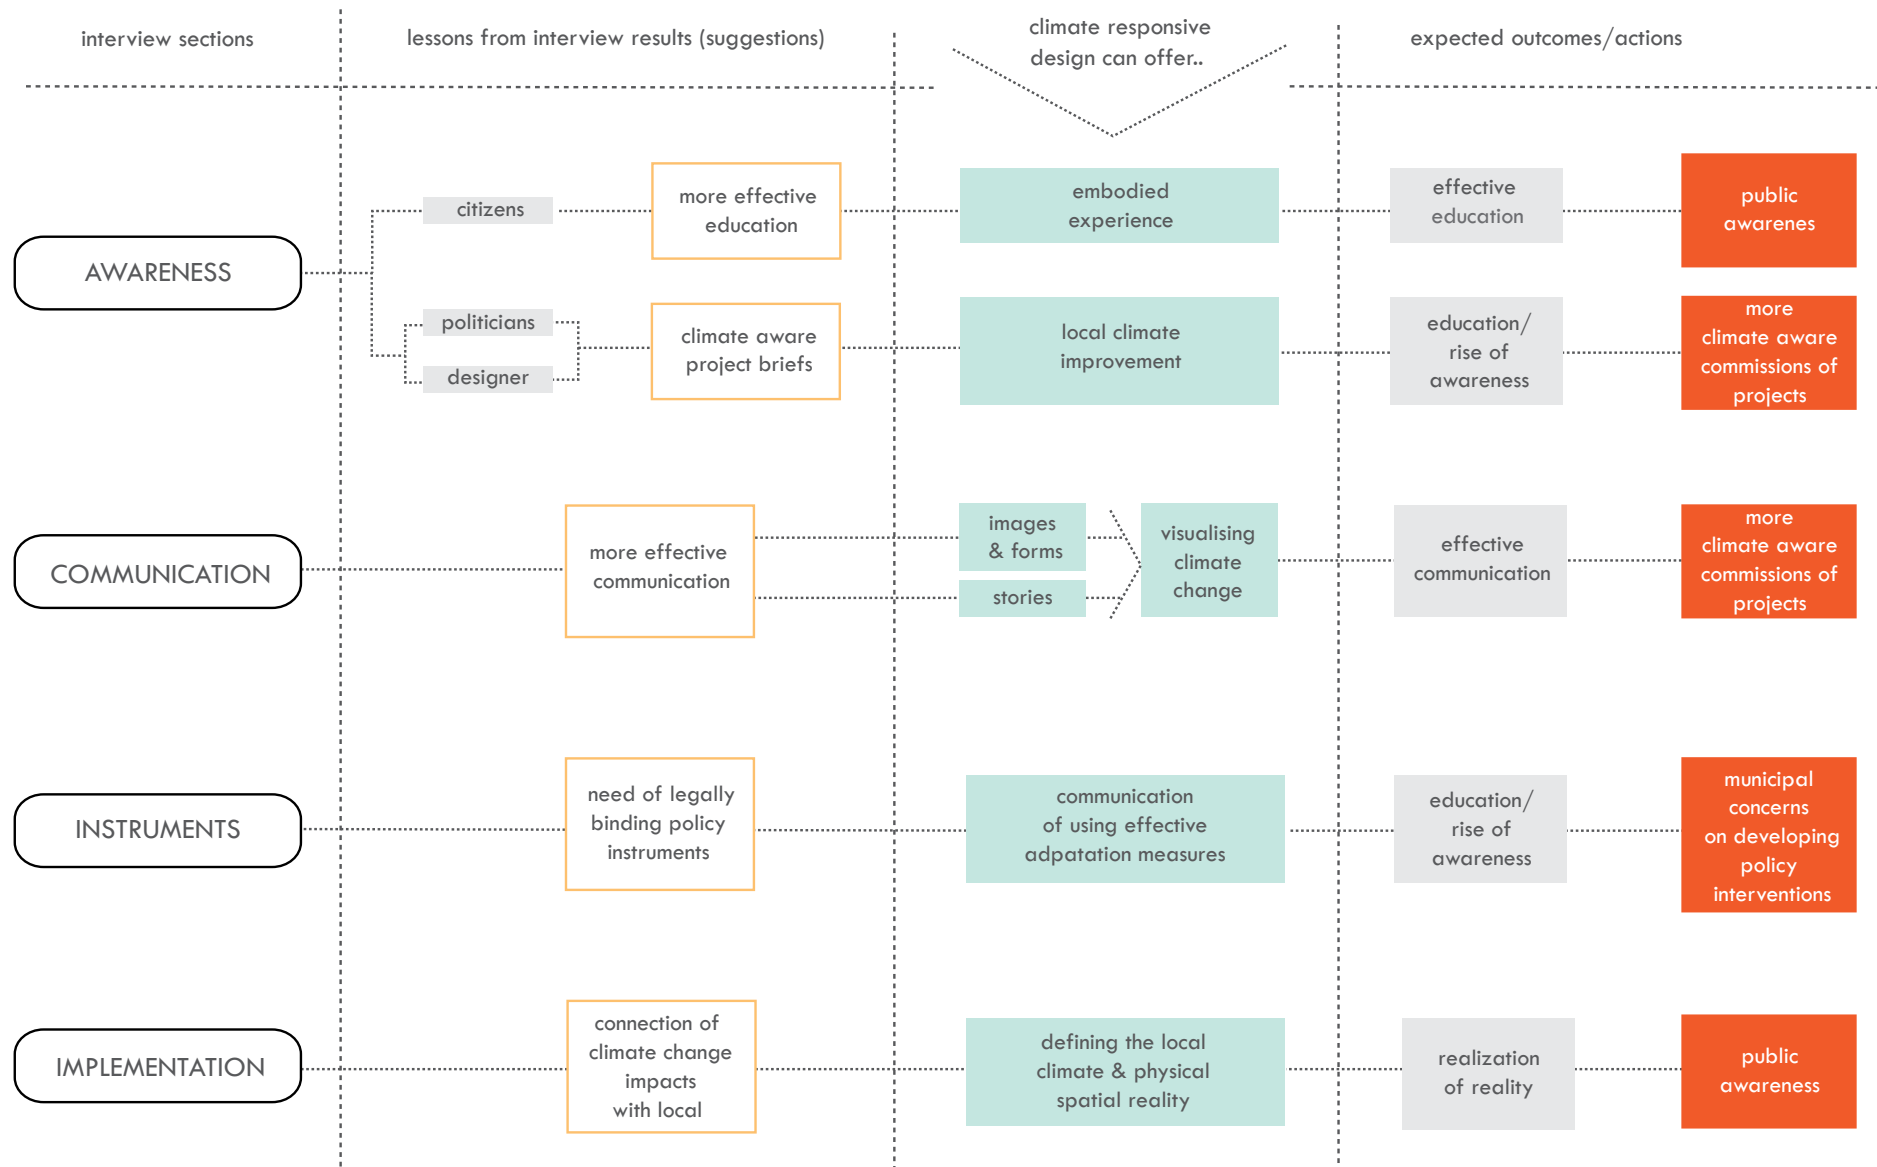 interview sections
lessons from interview results (suggestions)
climate responsive
design can offer..
expected outcomes/actions
AWARENESS
citizens
more effective
education
embodied
experience
effective
education
public
awarenes
politicians
designer
climate aware
project briefs
local climate
improvement
education/
rise of
awareness
more
climate aware
commissions of
projects
COMMUNICATION
more effective
communication
images
& forms
stories
visualising
climate
change
effective
communication
more
climate aware
commissions of
projects
INSTRUMENTS
need of legally
binding policy
instruments
communication
of using effective
adpatation measures
education/
rise of
awareness
municipal
concerns
on developing
policy
interventions
IMPLEMENTATION
connection of
climate change
impacts
with local
defining the local
climate & physical
spatial reality
realization
of reality
public
awareness